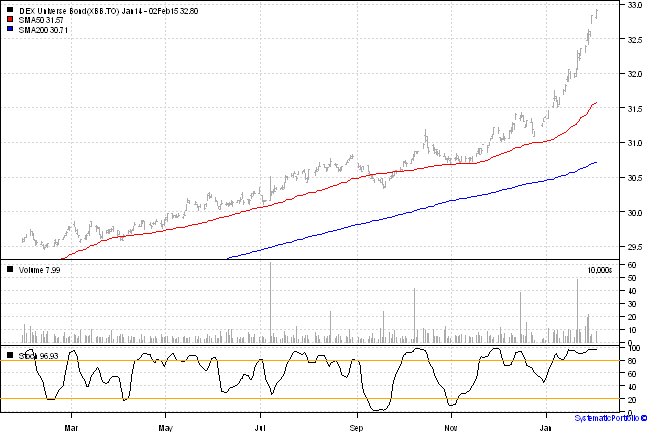 DEX Universe Bond(XBB.TO) Jan14 - 02Feb15 32.80
SMA50 31.57
SMA200 30.71
33.0
32.5
32.0
31.5
31.0
30.5
30.0
29.5
Volume 7.99
10,000s
60
50
40
30
20
10
0
Stock 96.93
100
80
60
40
20
0
Mar May Jul Sep Nov Jan
SystematicPortfolio ©